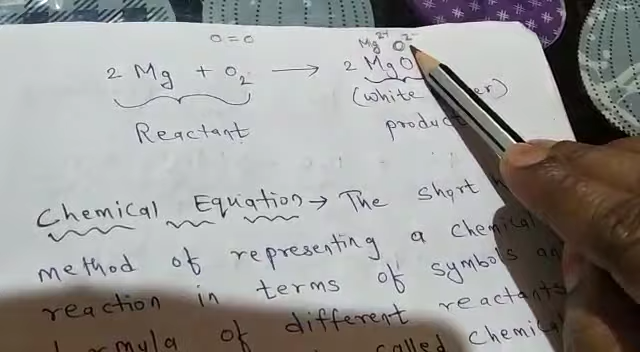 O=O Mg²⁺ O²⁻
2 Mg + O₂ → 2 MgO
(white
Reactant product
Chemical Equation → The short
method of representing a chemical
reaction in terms of symbols
of different reactants
called